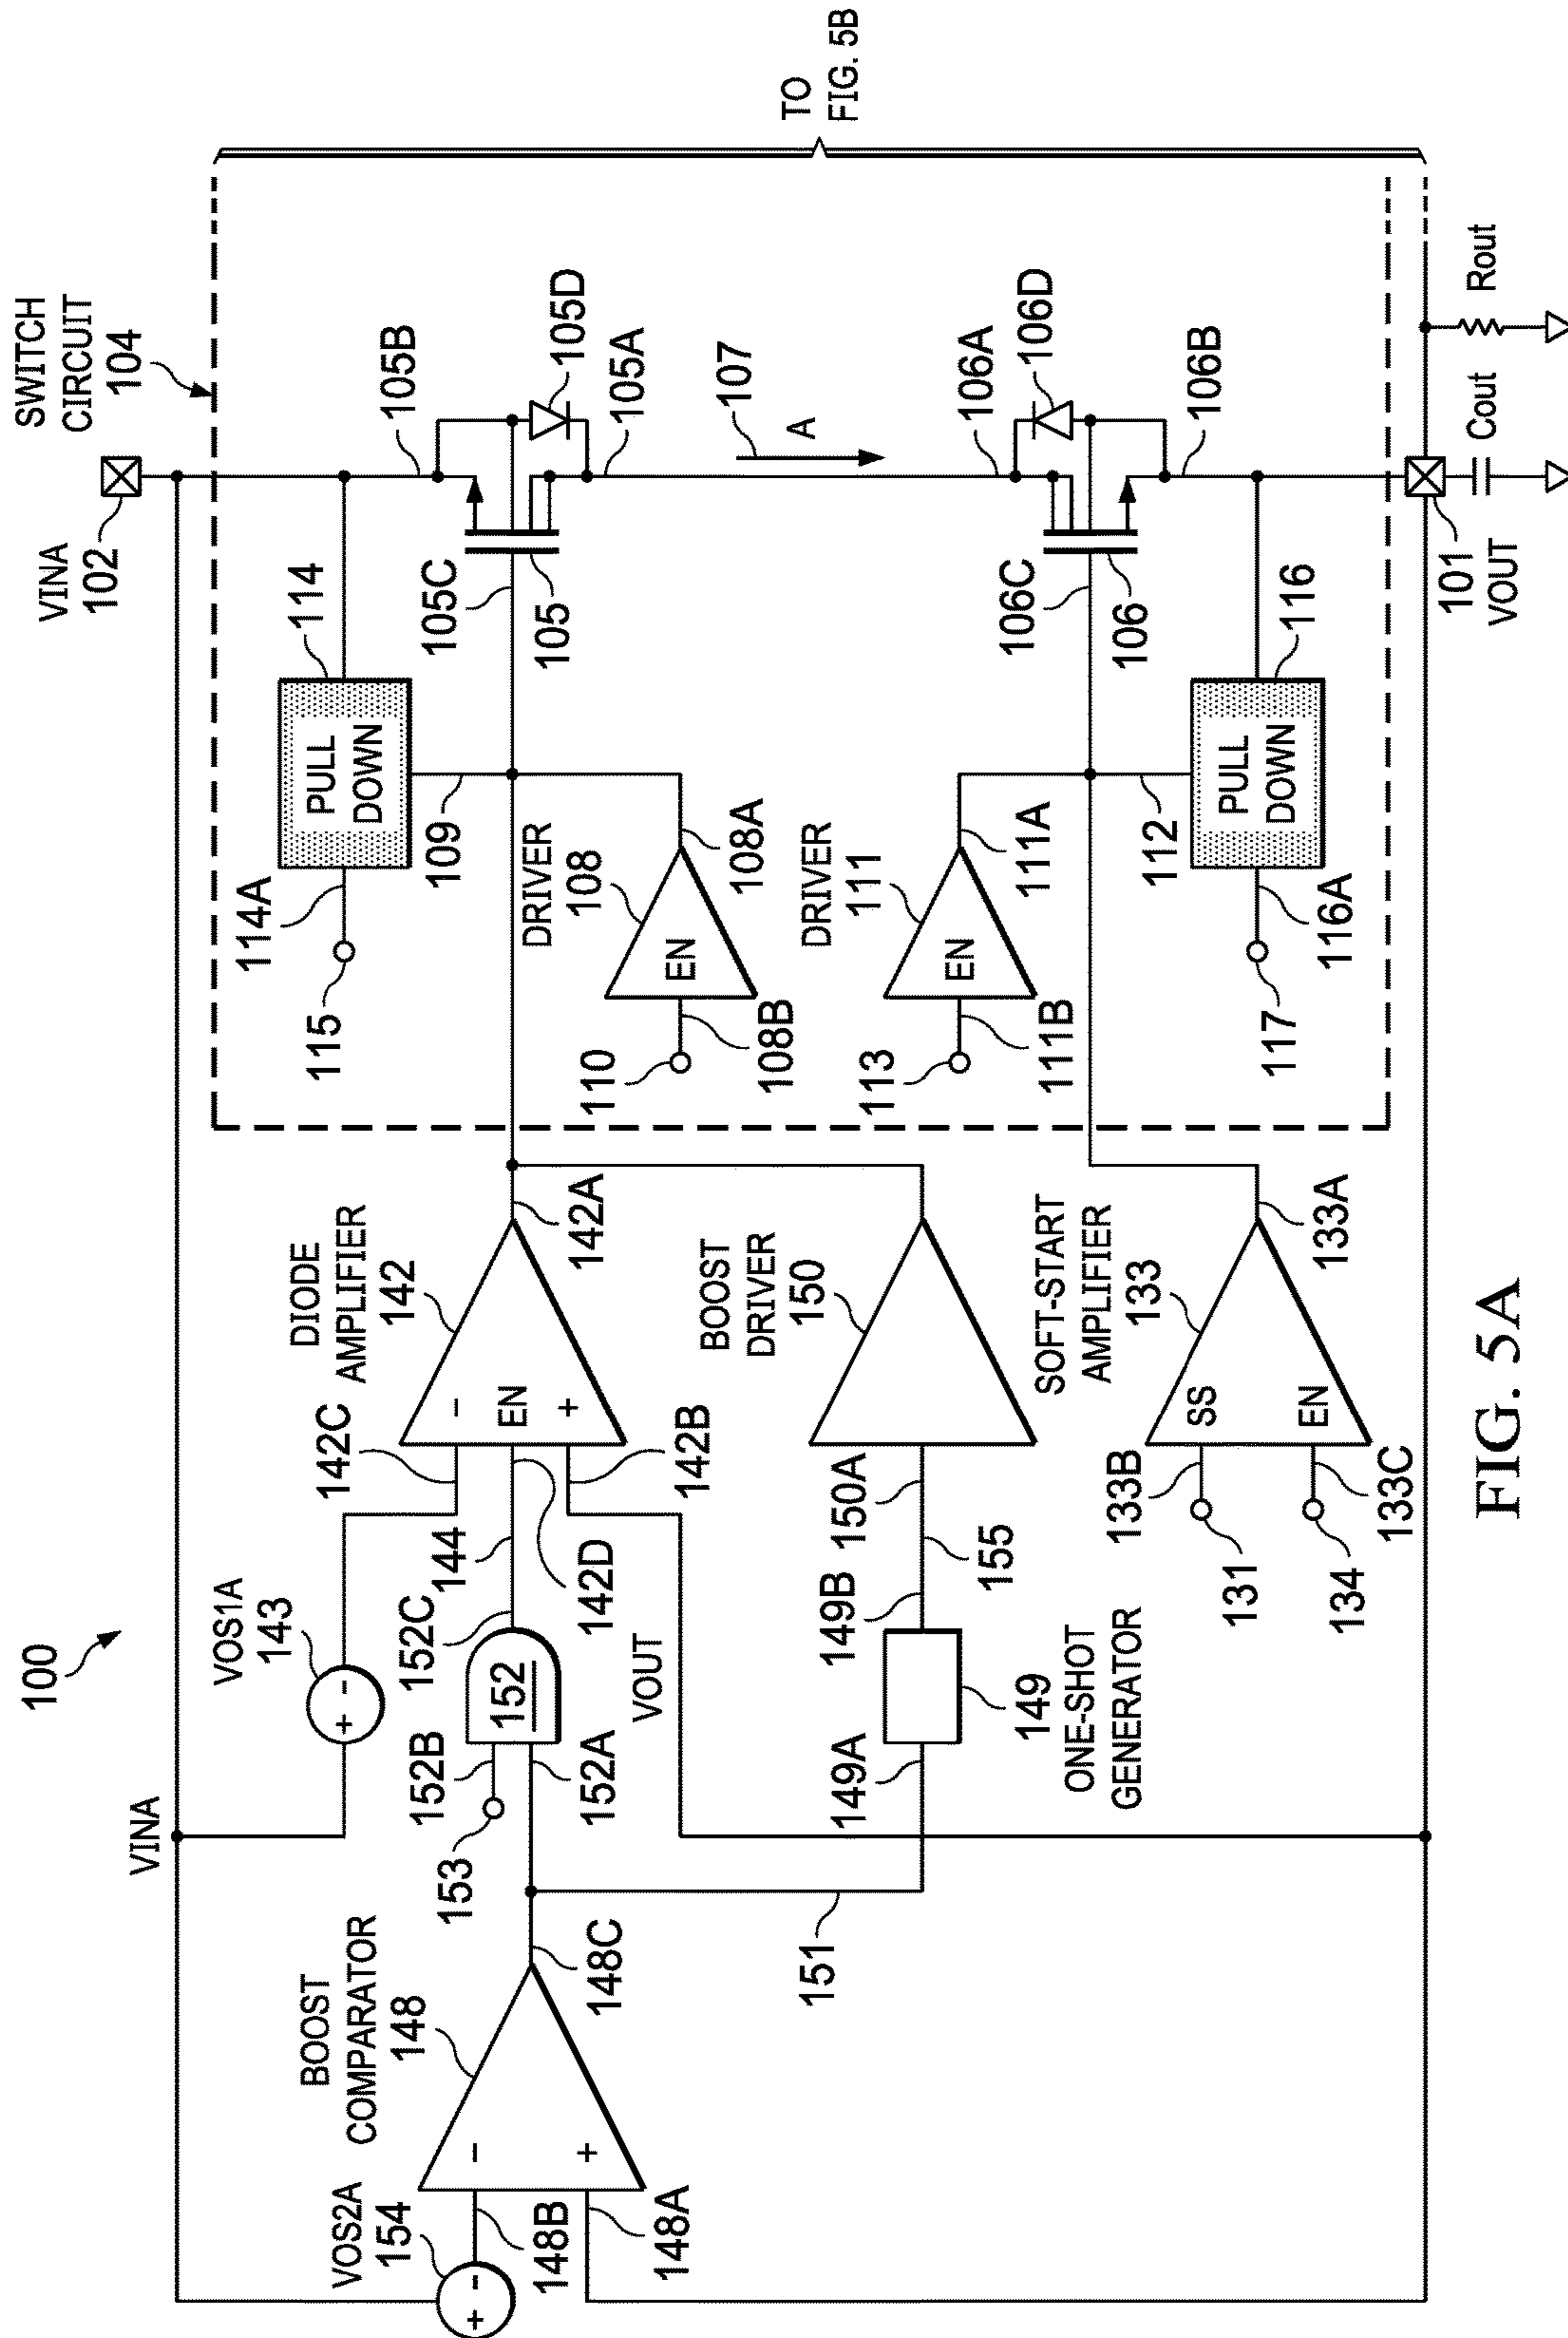 100
VINA
VOS2A
154
148B
148A
BOOST
COMPARATOR
148
148C
151
VOS1A
143
153
152B
152A
152
152C
144
142D
VOUT
142C
142B
DIODE
AMPLIFIER
142
142A
-
EN
+
-
+
+ -
+ -
149A
149
ONE-SHOT
GENERATOR
149B
155
150A
BOOST
DRIVER
150
SOFT-START
AMPLIFIER
133
133A
133B
133C
131
134
SS
EN
SWITCH
CIRCUIT
104
VINA
102
114
114A
115
PULL
DOWN
109
DRIVER
108
108A
108B
110
EN
DRIVER
111
111A
111B
113
EN
112
PULL
DOWN
116
116A
117
105B
105C
105
105D
105A
107
A
106A
106C
106
106D
106B
101
VOUT
Cout
Rout
TO
FIG. 5B
FIG. 5A